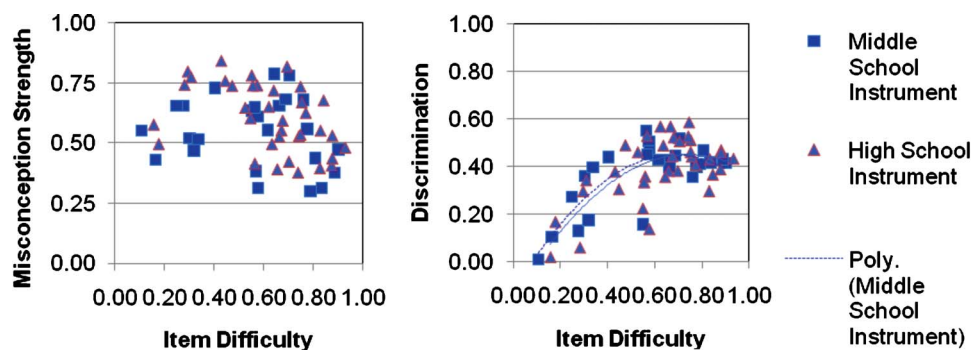 1.00
0.75
0.50
0.25
0.00
Misconception Strength
0.00 0.20 0.40 0.60 0.80 1.00
Item Difficulty
1.00
0.80
0.60
0.40
0.20
0.00
Discrimination
0.00 0.20 0.40 0.60 0.80 1.00
Item Difficulty
Middle
School
Instrument
High School
Instrument
Poly.
(Middle
School
Instrument)